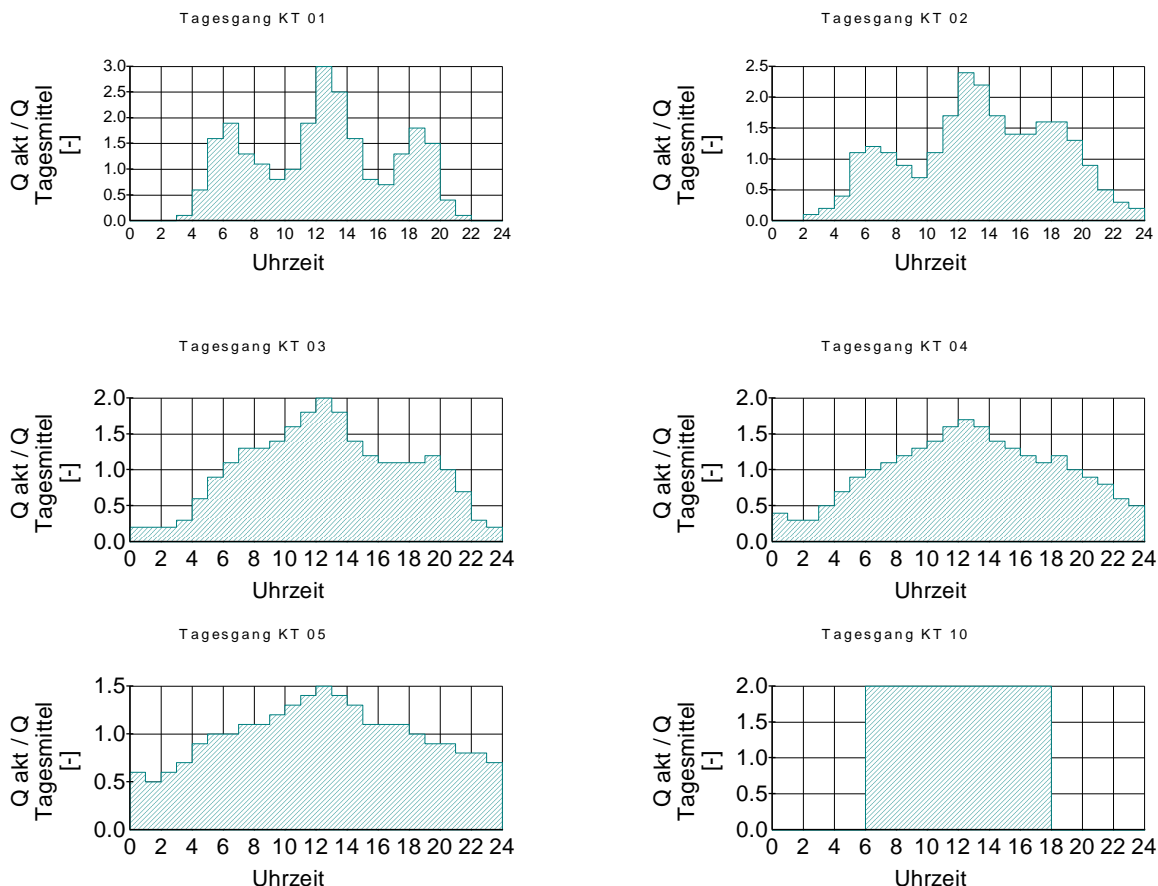 Tagesgang KT 01
Q akt / Q
Tagesmittel
[-]
3.0
2.5
2.0
1.5
1.0
0.5
0.0
0 2 4 6 8 10 12 14 16 18 20 22 24
Uhrzeit
Tagesgang KT 02
Q akt / Q
Tagesmittel
[-]
2.5
2.0
1.5
1.0
0.5
0.0
0 2 4 6 8 10 12 14 16 18 20 22 24
Uhrzeit
Tagesgang KT 03
Q akt / Q
Tagesmittel
[-]
2.0
1.5
1.0
0.5
0.0
0 2 4 6 8 10 12 14 16 18 20 22 24
Uhrzeit
Tagesgang KT 04
Q akt / Q
Tagesmittel
[-]
2.0
1.5
1.0
0.5
0.0
0 2 4 6 8 10 12 14 16 18 20 22 24
Uhrzeit
Tagesgang KT 05
Q akt / Q
Tagesmittel
[-]
1.5
1.0
0.5
0.0
0 2 4 6 8 10 12 14 16 18 20 22 24
Uhrzeit
Tagesgang KT 10
Q akt / Q
Tagesmittel
[-]
2.0
1.5
1.0
0.5
0.0
0 2 4 6 8 10 12 14 16 18 20 22 24
Uhrzeit